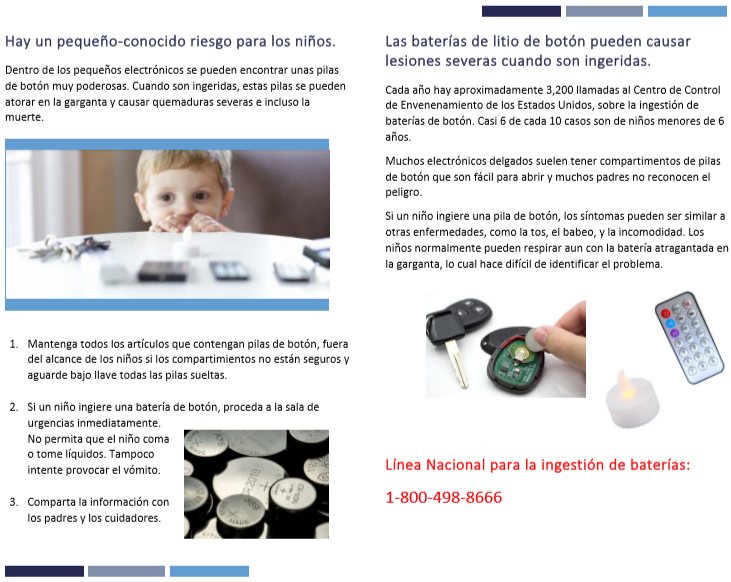 Hay un pequeño-conocido riesgo para los niños.
Dentro de los pequeños electrónicos se pueden encontrar unas pilas
de botón muy poderosas. Cuando son ingeridas, estas pilas se pueden
atorar en la garganta y causar quemaduras severas e incluso la
muerte.
1. Mantenga todos los artículos que contengan pilas de botón, fuera
del alcance de los niños si los compartimientos no están seguros y
aguarde bajo llave todas las pilas sueltas.
2. Si un niño ingiere una batería de botón, proceda a la sala de
urgencias inmediatamente.
No permita que el niño coma
o tome líquidos. Tampoco
intente provocar el vómito.
3. Comparta la información con
los padres y los cuidadores.
Las baterías de litio de botón pueden causar
lesiones severas cuando son ingeridas.
Cada año hay aproximadamente 3,200 llamadas al Centro de Control
de Envenenamiento de los Estados Unidos, sobre la ingestión de
baterías de botón. Casi 6 de cada 10 casos son de niños menores de 6
años.
Muchos electrónicos delgados suelen tener compartimentos de pilas
de botón que son fácil para abrir y muchos padres no reconocen el
peligro.
Si un niño ingiere una pila de botón, los síntomas pueden ser similar a
otras enfermedades, como la tos, el babeo, y la incomodidad. Los
niños normalmente pueden respirar aun con la batería atragantada en
la garganta, lo cual hace difícil de identificar el problema.
Línea Nacional para la ingestión de baterías:
1-800-498-8666